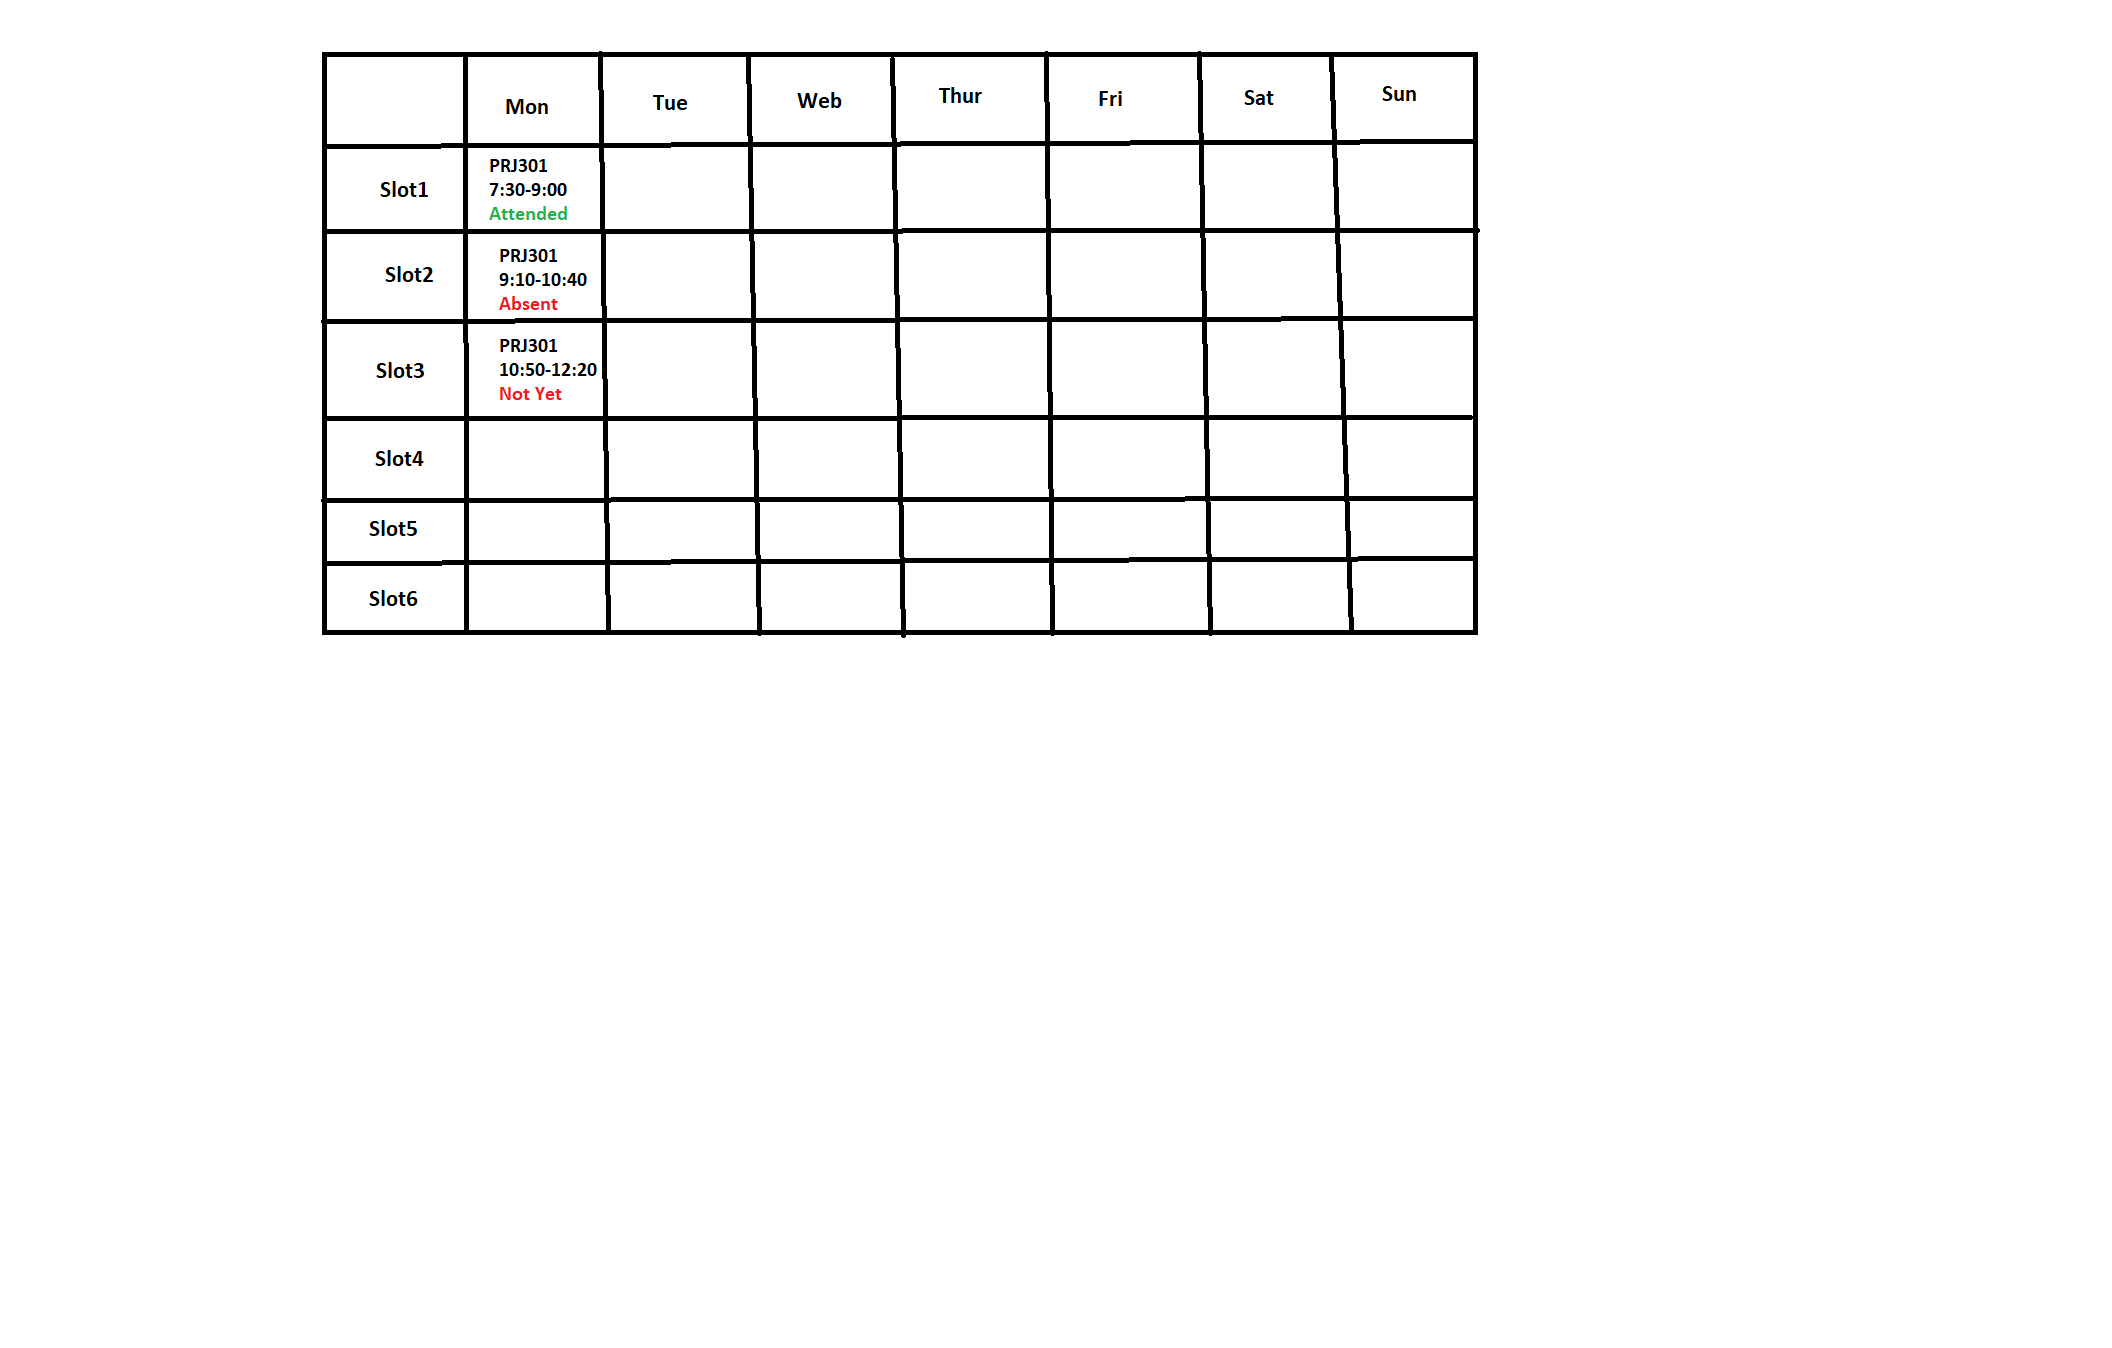 Mon Tue Web Thur Fri Sat Sun
Slot1
PRJ301
7:30-9:00
Attended
Slot2
PRJ301
9:10-10:40
Absent
Slot3
PRJ301
10:50-12:20
Not Yet
Slot4
Slot5
Slot6